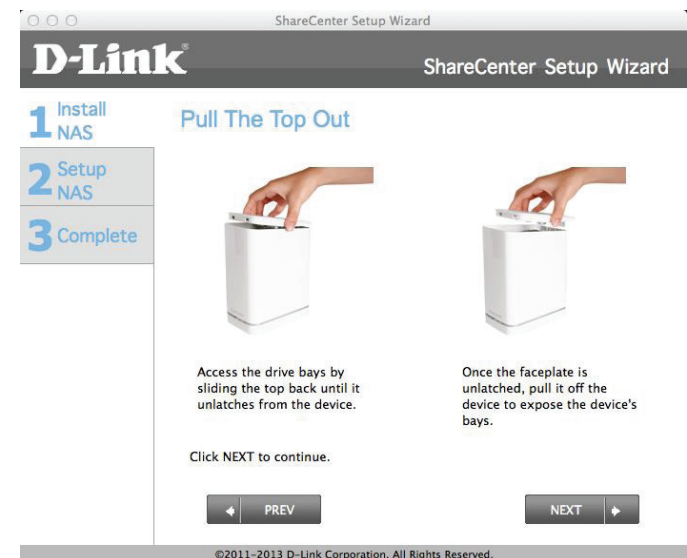 ShareCenter Setup Wizard
D-Link®
ShareCenter Setup Wizard
1 Install
NAS
2 Setup
NAS
3 Complete
Pull The Top Out
Access the drive bays by
sliding the top back until it
unlatches from the device.
Once the faceplate is
unlatched, pull it off the
device to expose the device's
bays.
Click NEXT to continue.
PREV
NEXT
©2011-2013 D-Link Corporation. All Rights Reserved.